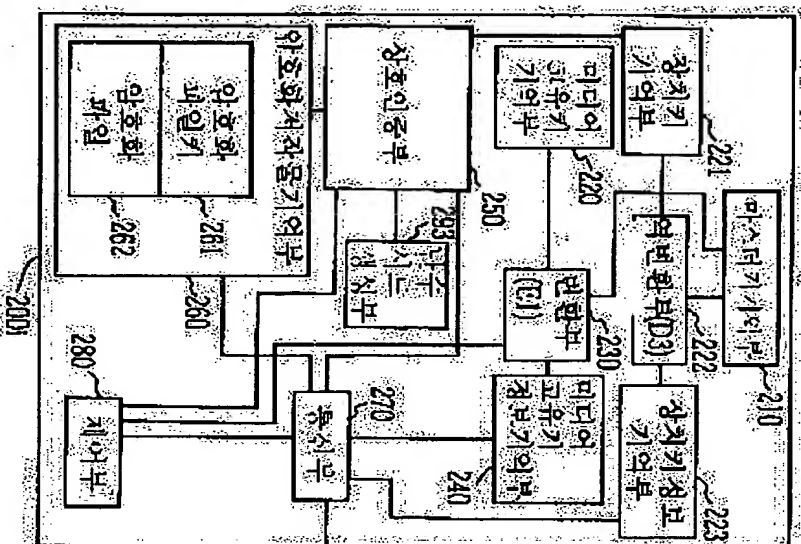 마스터키기억부
210
장치키
기억부
221
역변환부(D3)
222
장치키정보
기억부
223
미디어
고유키
기억부
220
변환부
(E1)
230
미디어
고유키
정보기억부
240
상호인증부
250
난수
시드
생성부
293
통신부
270
암호화저작물기억부
260
암호화
파일키
261
암호화
파일
262
제어부
280